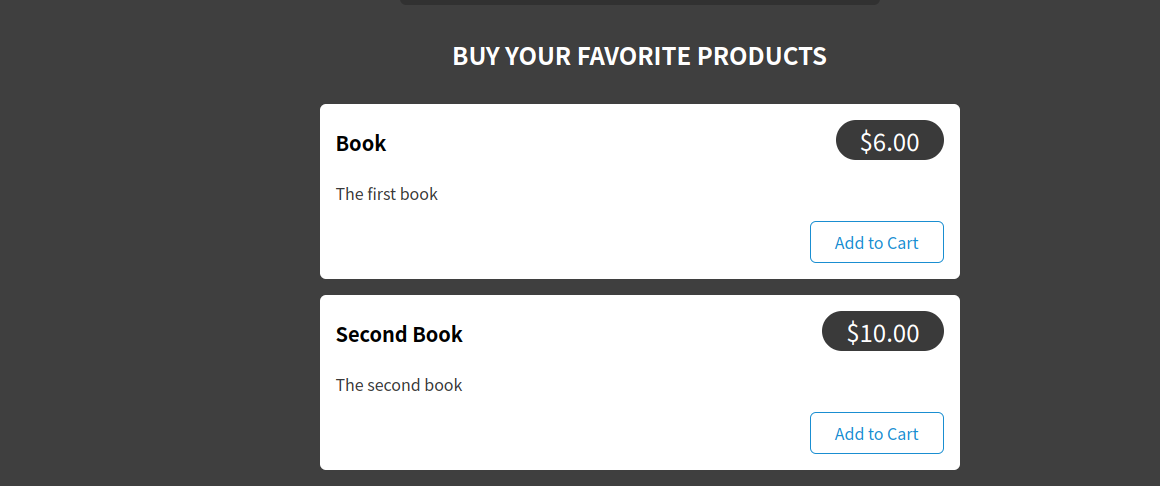 BUY YOUR FAVORITE PRODUCTS
Book
$6.00
The first book
Add to Cart
Second Book
$10.00
The second book
Add to Cart